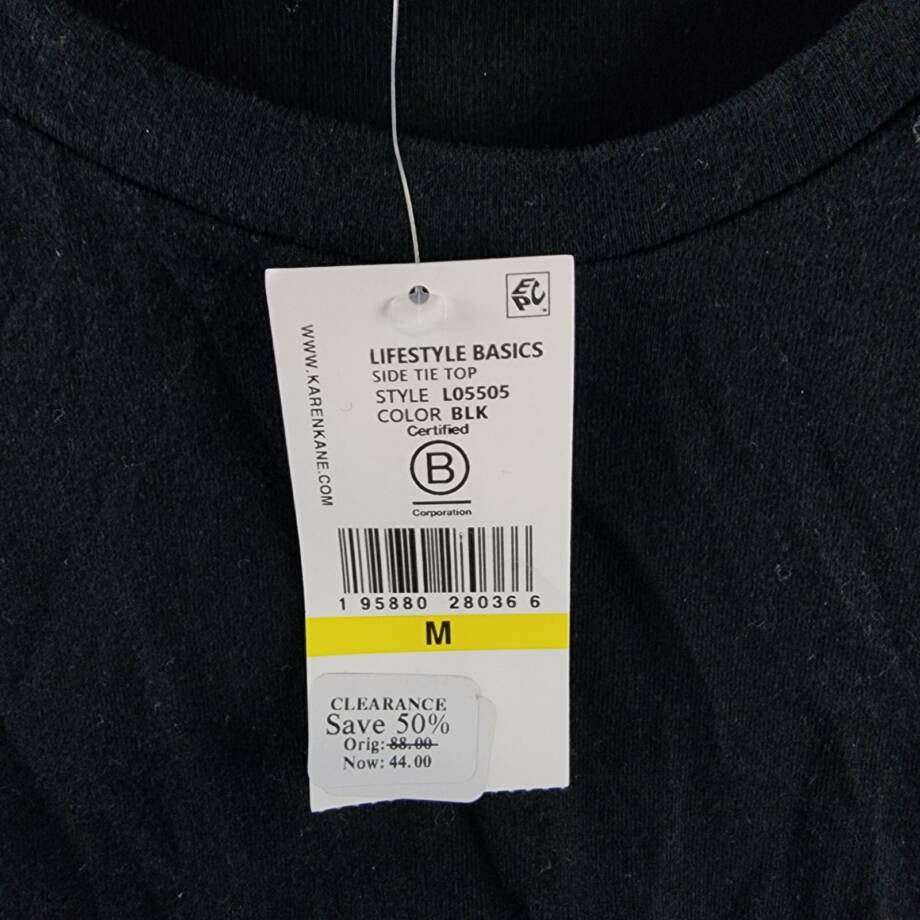 EPC
WWW.KARENKANE.COM
LIFESTYLE BASICS
SIDE TIE TOP
STYLE L05505
COLOR BLK
Certified
B
Corporation
1 95880 28036 6
M
CLEARANCE
Save 50%
Orig: 88.00
Now: 44.00